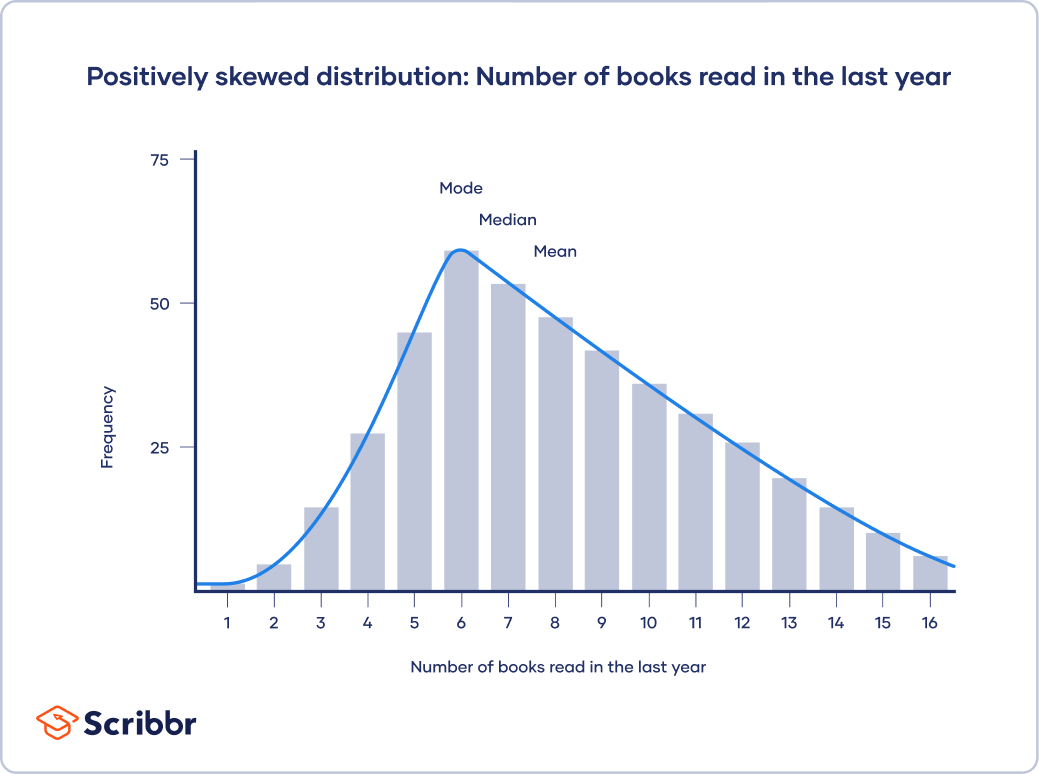 Positively skewed distribution: Number of books read in the last year
75
Mode
Median
Mean
50
Frequency
25
1 2 3 4 5 6 7 8 9 10 11 12 13 14 15 16
Number of books read in the last year
Scribbr